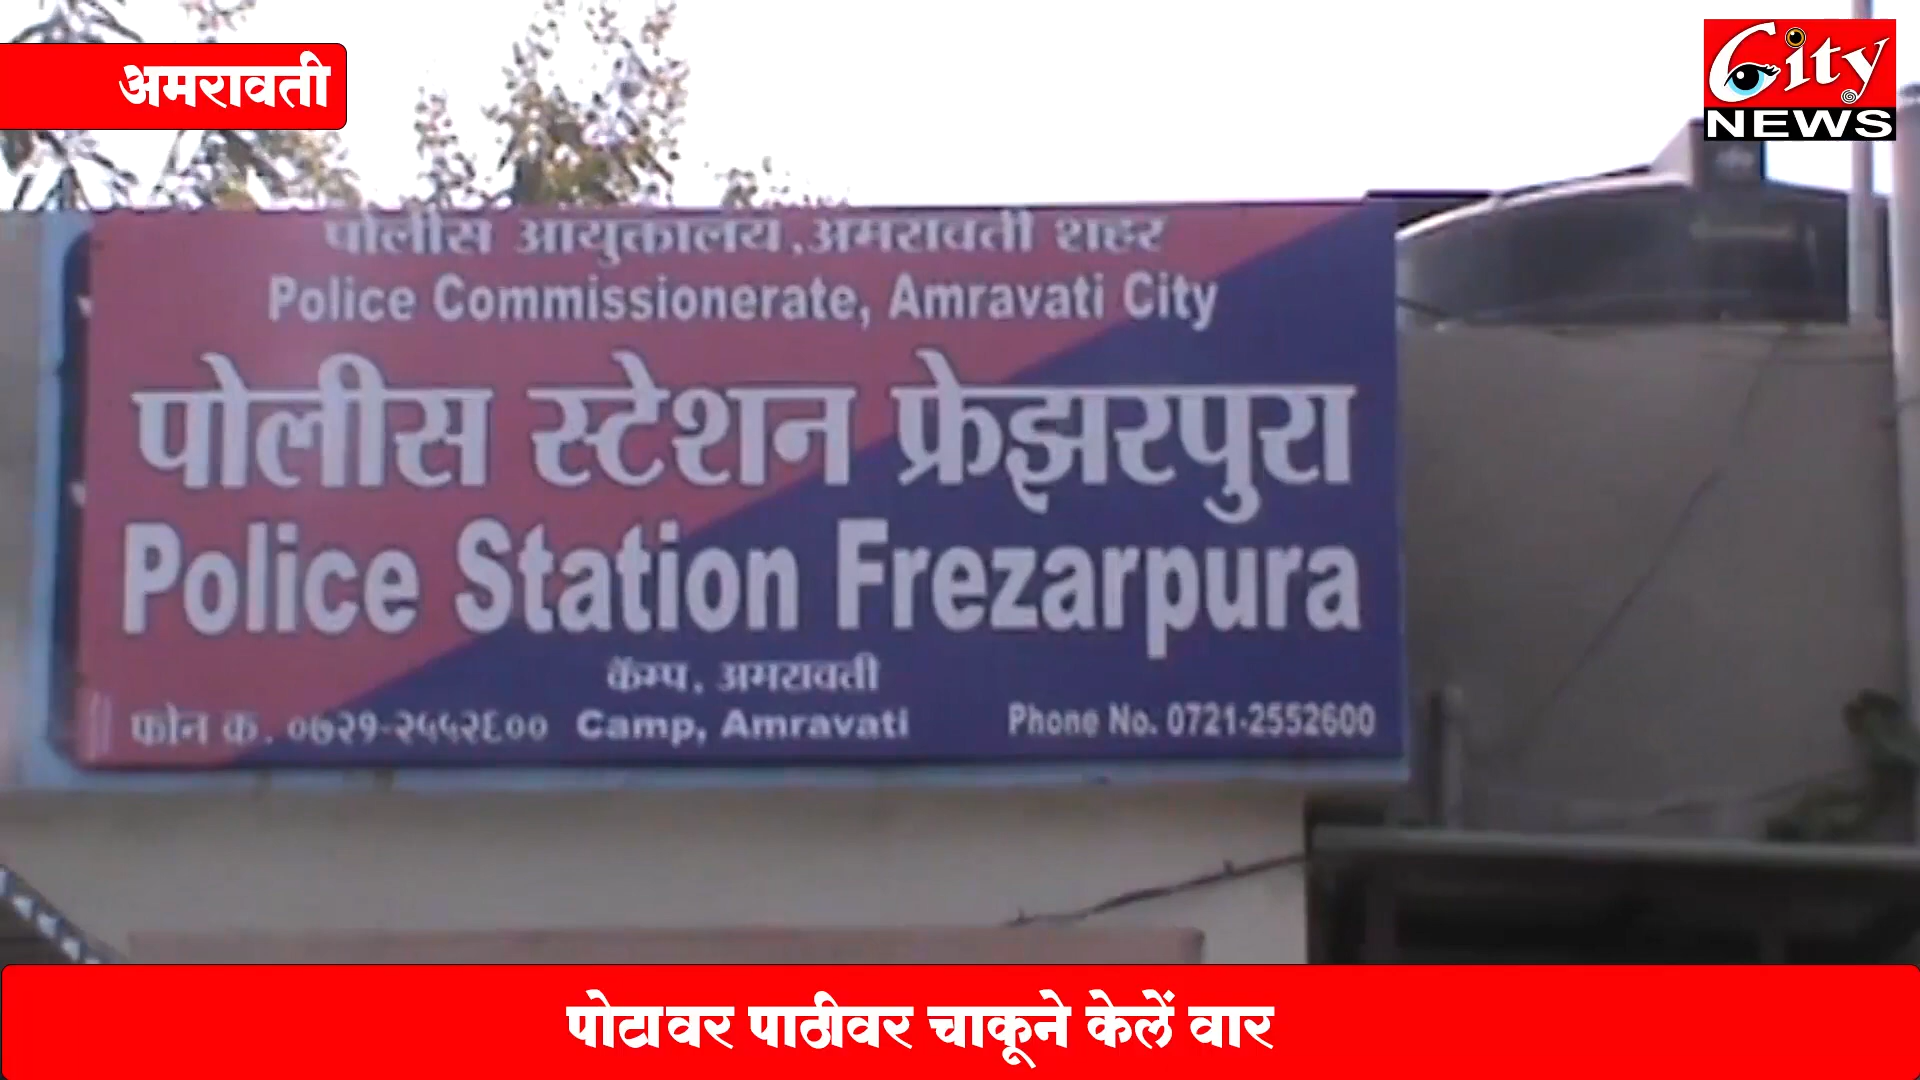 अमरावती
City
NEWS
पोलीस आयुक्तालय,अमरावती शहर
Police Commissionerate, Amravati City
पोलीस स्टेशन फ्रेझरपुरा
Police Station Frezarpura
कॅम्प, अमरावती
फोन क. ०७२१-२५५२६०० Camp, Amravati Phone No. 0721-2552600
पोटावर पाठीवर चाकूने केलें वार